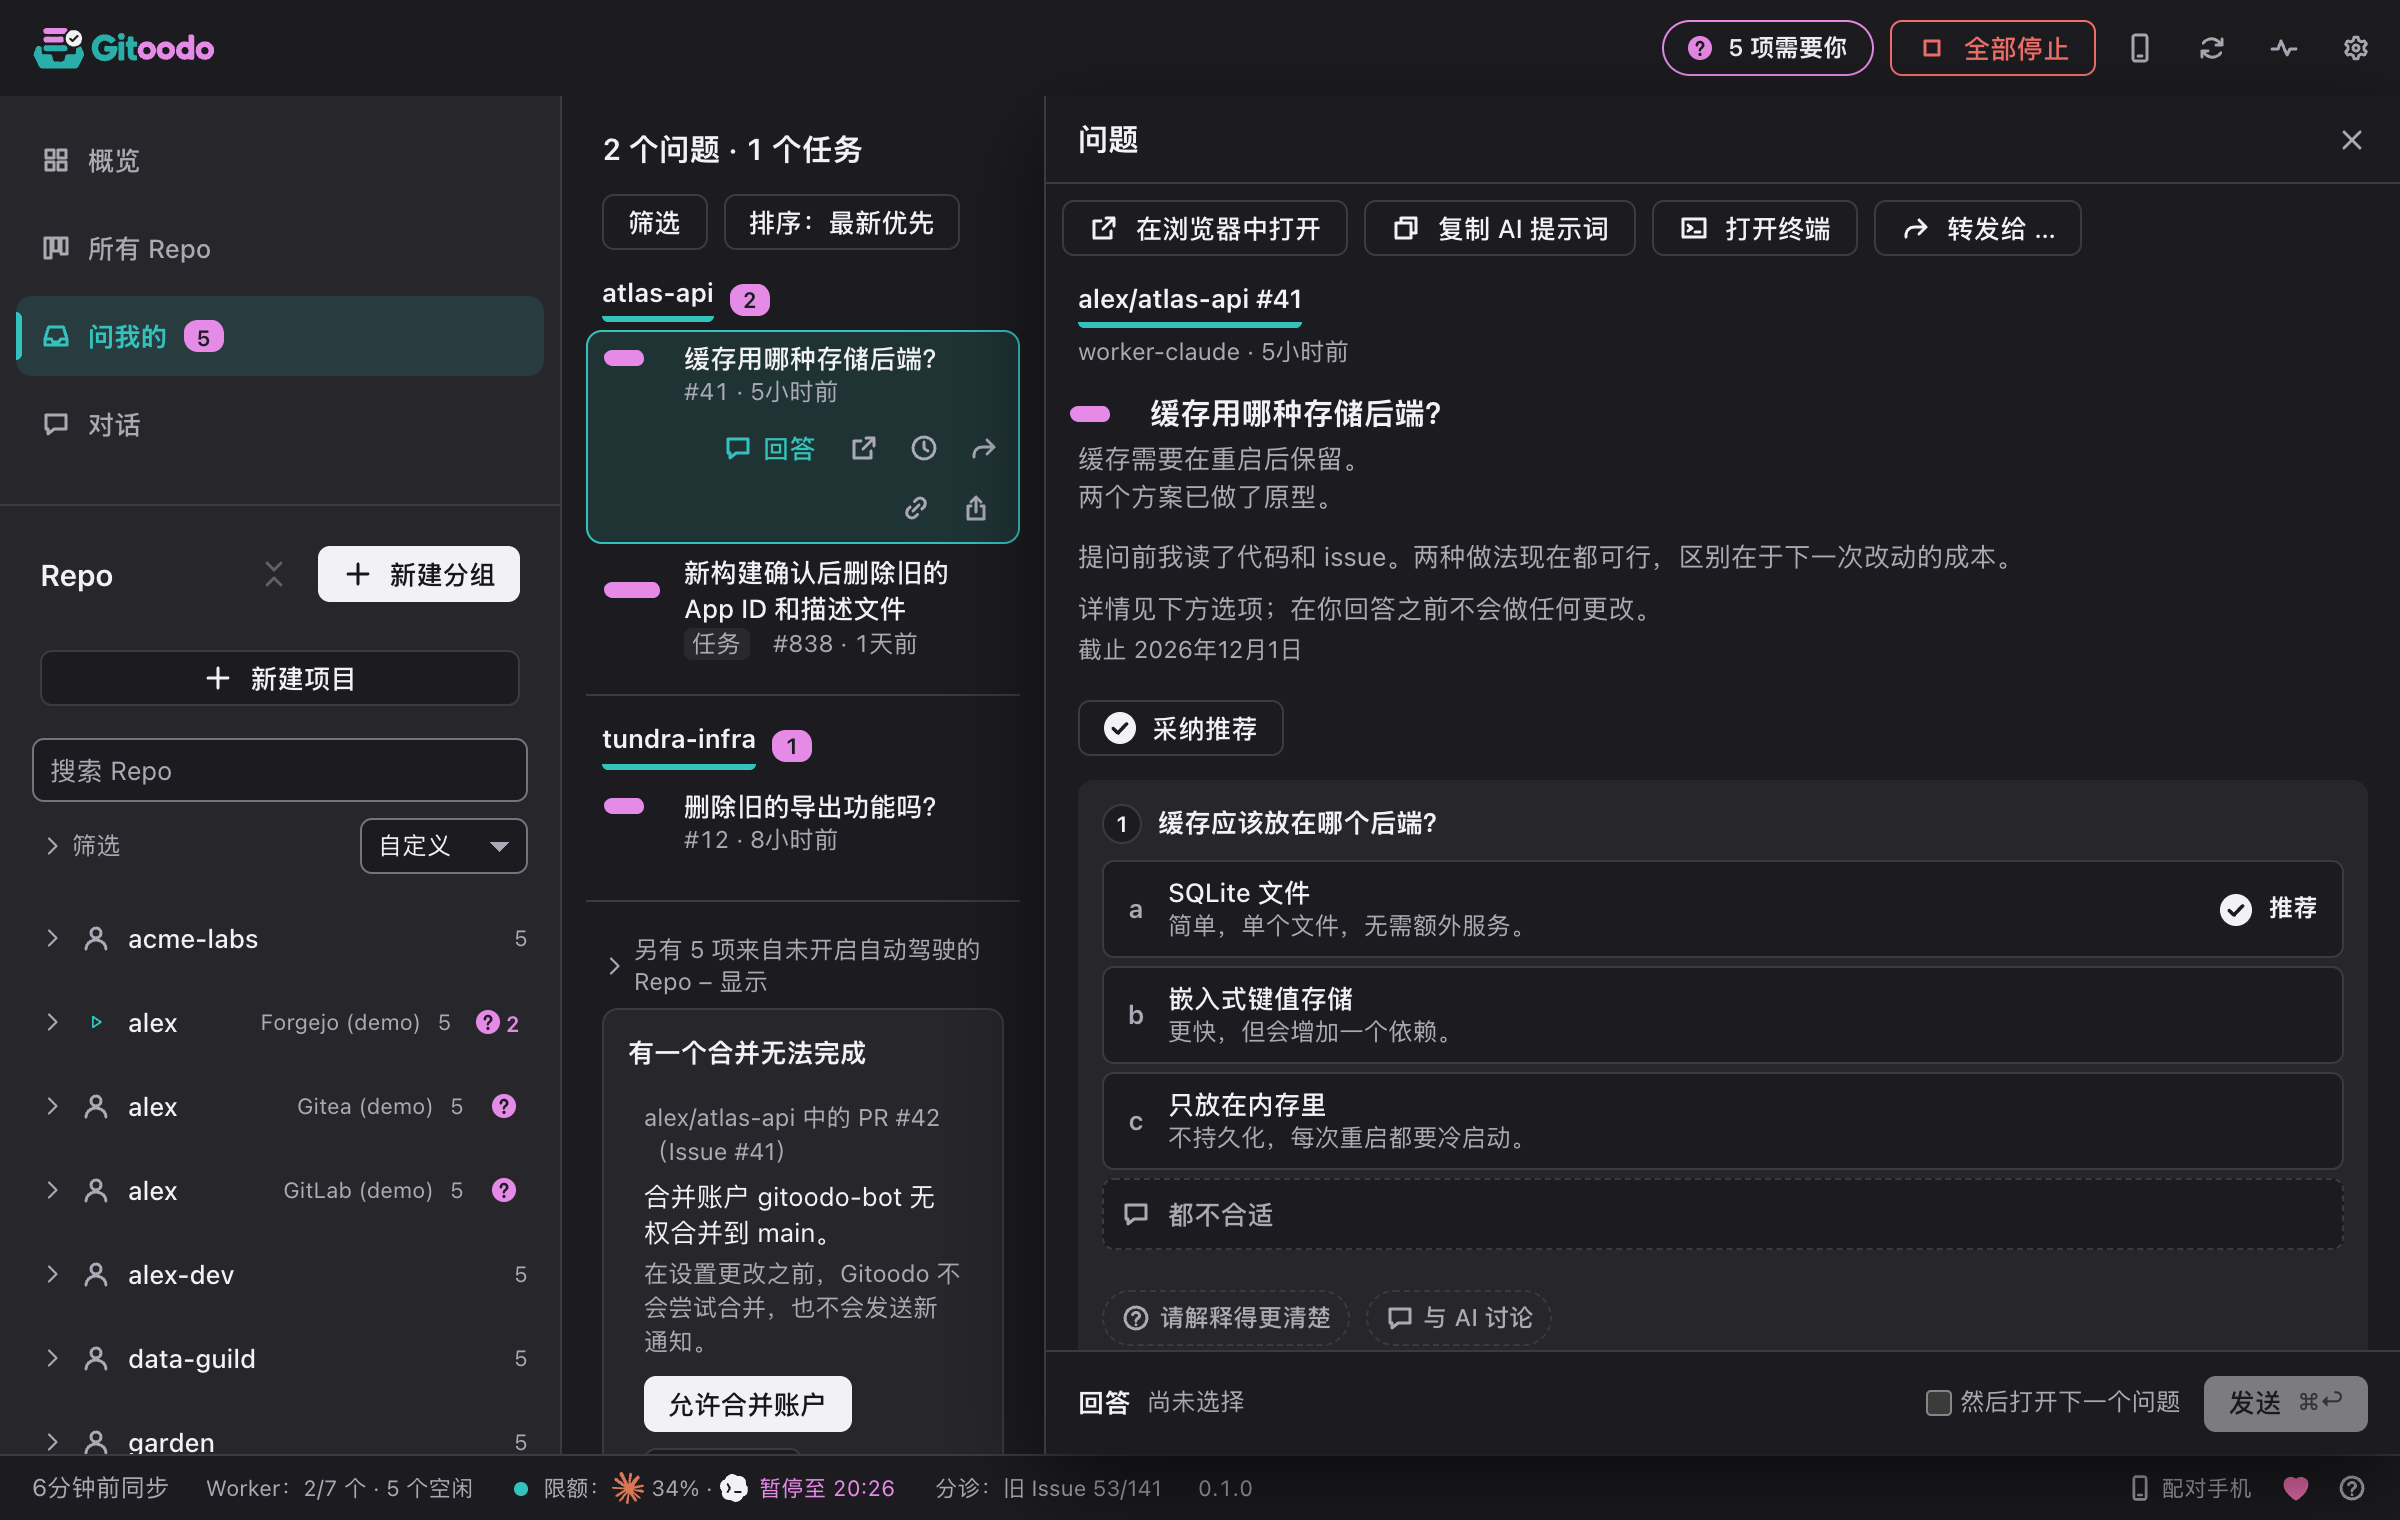 Gitoodo
5 项需要你
全部停止
概览
所有 Repo
问我的 5
对话
Repo
新建分组
新建项目
搜索 Repo
筛选
自定义
acme-labs 5
alex Forgejo (demo) 5 2
alex Gitea (demo) 5
alex GitLab (demo) 5
alex-dev 5
data-guild 5
garden 5
2 个问题 · 1 个任务
筛选
排序：最新优先
atlas-api 2
缓存用哪种存储后端？
#41 · 5小时前
回答
新构建确认后删除旧的
App ID 和描述文件
任务 #838 · 1天前
tundra-infra 1
删除旧的导出功能吗？
#12 · 8小时前
另有 5 项来自未开启自动驾驶的
Repo – 显示
有一个合并无法完成
alex/atlas-api 中的 PR #42
（Issue #41）
合并账户 gitoodo-bot 无
权合并到 main。
在设置更改之前，Gitoodo 不
会尝试合并，也不会发送新
通知。
允许合并账户
问题
在浏览器中打开
复制 AI 提示词
打开终端
转发给 ...
alex/atlas-api #41
worker-claude · 5小时前
缓存用哪种存储后端？
缓存需要在重启后保留。
两个方案已做了原型。
提问前我读了代码和 issue。两种做法现在都可行，区别在于下一次改动的成本。
详情见下方选项；在你回答之前不会做任何更改。
截止 2026年12月1日
采纳推荐
1 缓存应该放在哪个后端？
a SQLite 文件
简单，单个文件，无需额外服务。
推荐
b 嵌入式键值存储
更快，但会增加一个依赖。
c 只放在内存里
不持久化，每次重启都要冷启动。
都不合适
请解释得更清楚
与 AI 讨论
回答 尚未选择
然后打开下一个问题
发送 ⌘↩
6分钟前同步
Worker：2/7 个 · 5 个空闲
限额： 34% · 暂停至 20:26
分诊：旧 Issue 53/141
0.1.0
配对手机